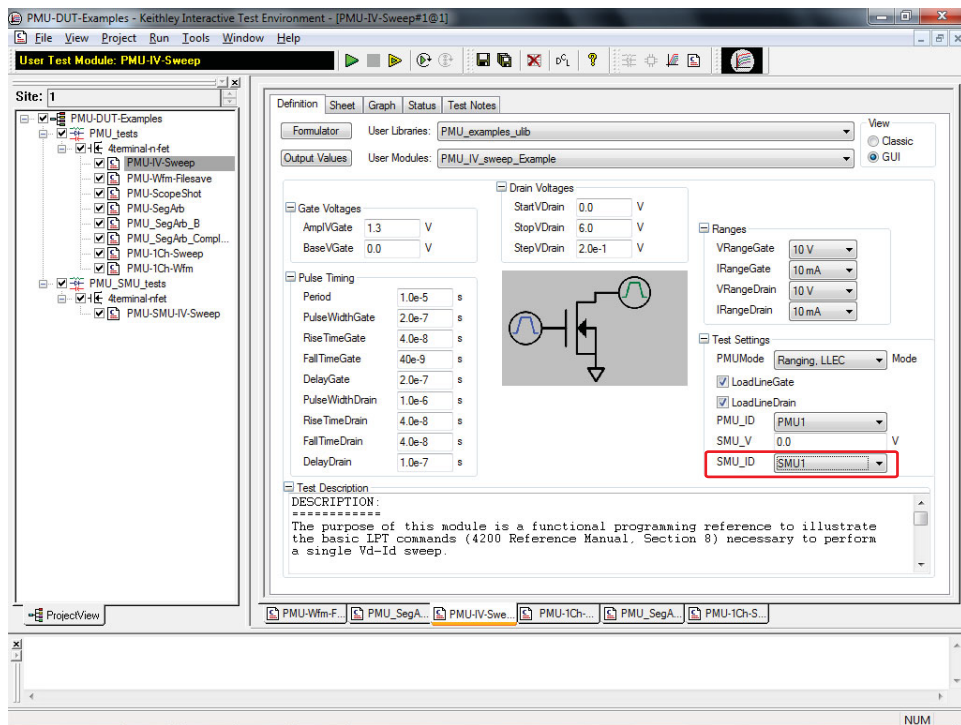 PMU-DUT-Examples - Keithley Interactive Test Environment - [PMU-IV-Sweep#1@1]
File View Project Run Tools Window Help
User Test Module: PMU-IV-Sweep
Site: 1
PMU-DUT-Examples
PMU_tests
4terminal-n-fet
PMU-IV-Sweep
PMU-Wfm-Filesave
PMU-ScopeShot
PMU-SegArb
PMU_SegArb_B
PMU_SegArb_Compl...
PMU-1Ch-Sweep
PMU-1Ch-Wfm
PMU_SMU_tests
4terminal-nfet
PMU-SMU-IV-Sweep
ProjectView
Definition Sheet Graph Status Test Notes
Formulator User Libraries: PMU_examples_ulib
Output Values User Modules: PMU_IV_sweep_Example
View
Classic
GUI
Gate Voltages
AmplVGate 1.3 V
BaseVGate 0.0 V
Drain Voltages
StartVDrain 0.0 V
StopVDrain 6.0 V
StepVDrain 2.0e-1 V
Pulse Timing
Period 1.0e-5 s
PulseWidthGate 2.0e-7 s
RiseTimeGate 4.0e-8 s
FallTimeGate 40e-9 s
DelayGate 2.0e-7 s
PulseWidthDrain 1.0e-6 s
RiseTimeDrain 4.0e-8 s
FallTimeDrain 4.0e-8 s
DelayDrain 1.0e-7 s
Ranges
VRangeGate 10 V
IRangeGate 10 mA
VRangeDrain 10 V
IRangeDrain 10 mA
Test Settings
PMUMode Ranging, LLEC Mode
LoadLineGate
LoadLineDrain
PMU_ID PMU1
SMU_V 0.0 V
SMU_ID SMU1
Test Description
DESCRIPTION:
============
The purpose of this module is a functional programming reference to illustrate
the basic LPT commands (4200 Reference Manual, Section 8) necessary to perform
a single Vd-Id sweep.
PMU-Wfm-F... PMU_SegA... PMU-IV-Swe... PMU-1Ch-... PMU_SegA... PMU-1Ch-S...
NUM